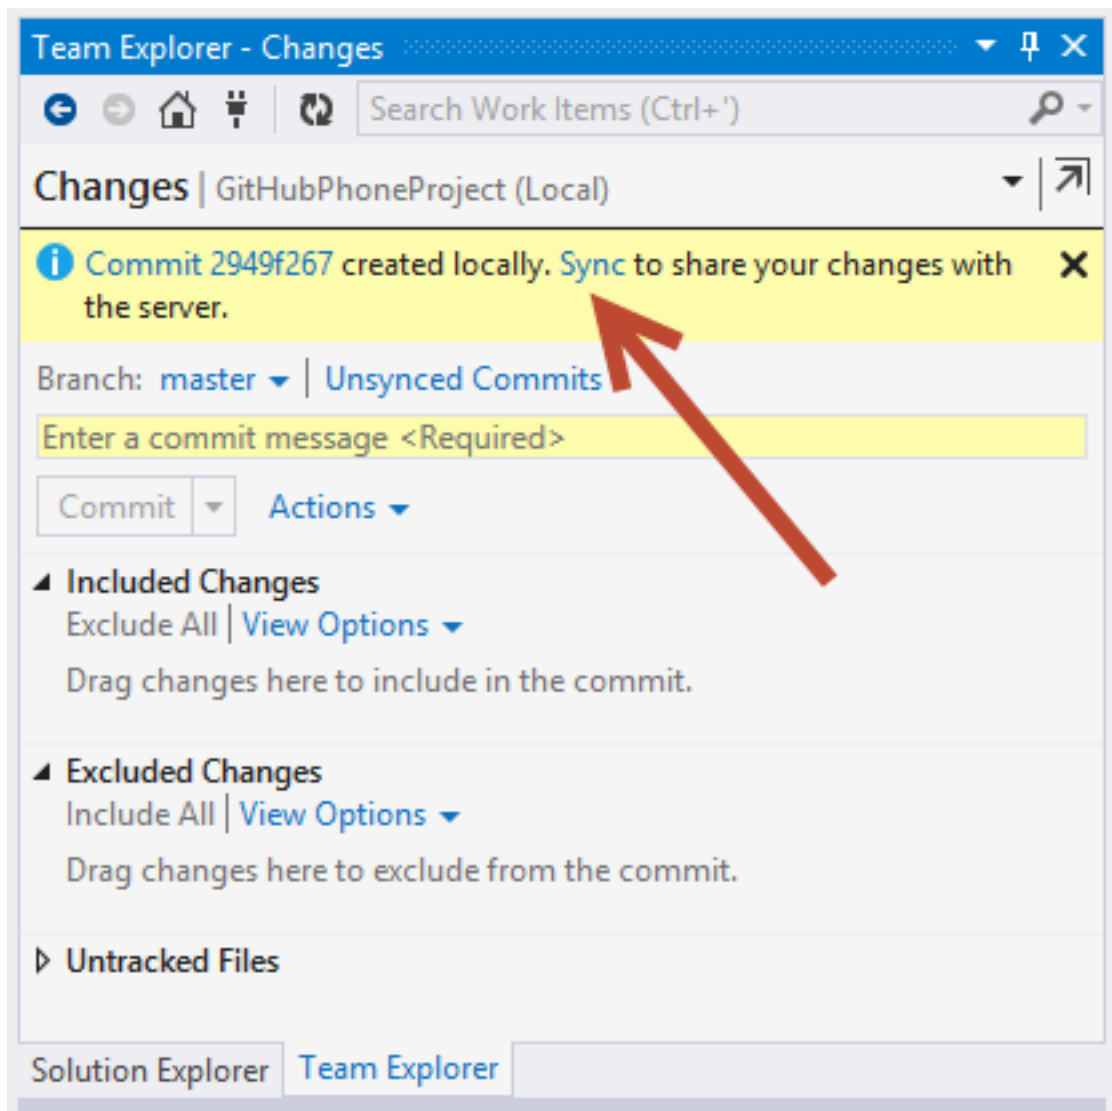 Team Explorer - Changes
Search Work Items (Ctrl+')
Changes | GitHubPhoneProject (Local)
Commit 2949f267 created locally. Sync to share your changes with
the server.
Branch: master | Unsynced Commits
Enter a commit message <Required>
Commit Actions
Included Changes
Exclude All | View Options
Drag changes here to include in the commit.
Excluded Changes
Include All | View Options
Drag changes here to exclude from the commit.
Untracked Files
Solution Explorer Team Explorer